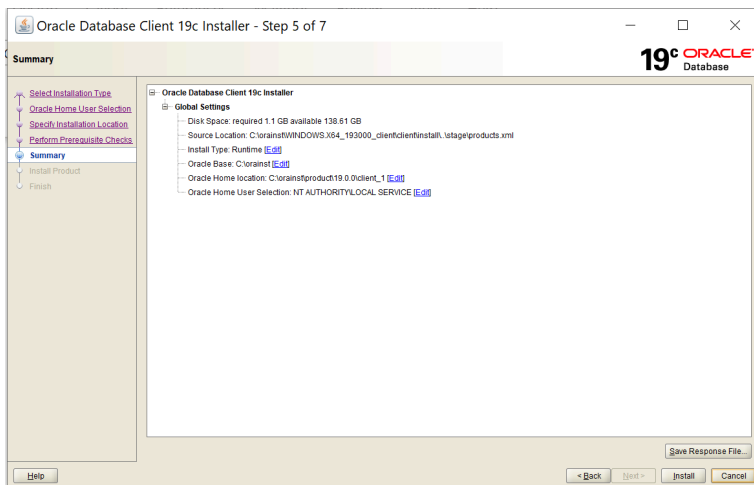 Oracle Database Client 19c Installer - Step 5 of 7
Summary
19c ORACLE
Database
Select Installation Type
Oracle Home User Selection
Specify Installation Location
Perform Prerequisite Checks
Summary
Install Product
Finish
Oracle Database Client 19c Installer
Global Settings
Disk Space: required 1.1 GB available 138.61 GB
Source Location: C:\orainst\WINDOWS.X64_193000_client\client\install\..\stage\products.xml
Install Type: Runtime [Edit]
Oracle Base: C:\orainst [Edit]
Oracle Home location: C:\orainst\product\19.0.0\client_1 [Edit]
Oracle Home User Selection: NT AUTHORITY\LOCAL SERVICE [Edit]
Save Response File...
Help
< Back
Next >
Install
Cancel